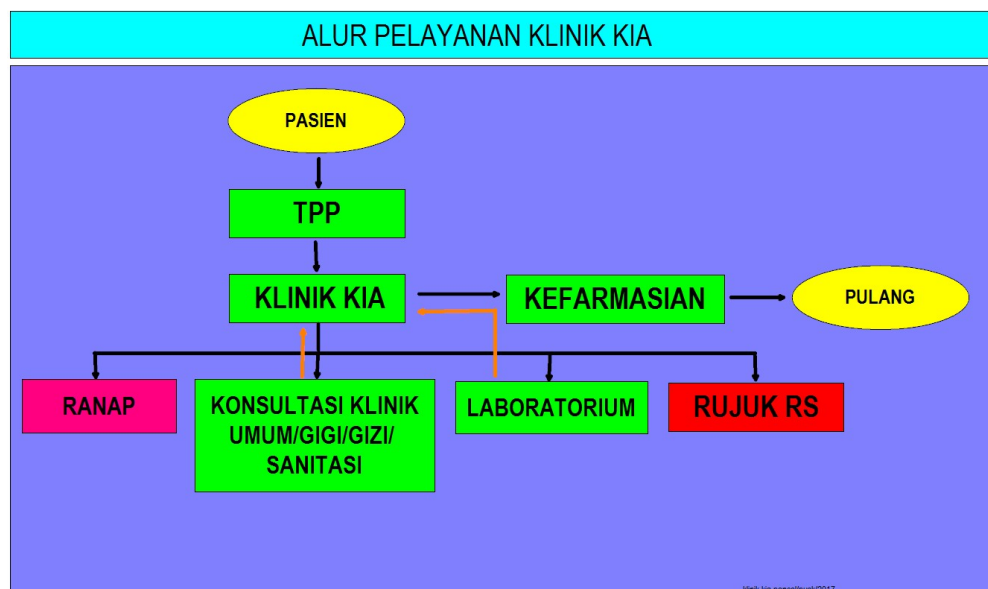 ALUR PELAYANAN KLINIK KIA
PASIEN
TPP
KLINIK KIA
KEFARMASIAN
PULANG
RANAP
KONSULTASI KLINIK
UMUM/GIGI/GIZI/
SANITASI
LABORATORIUM
RUJUK RS